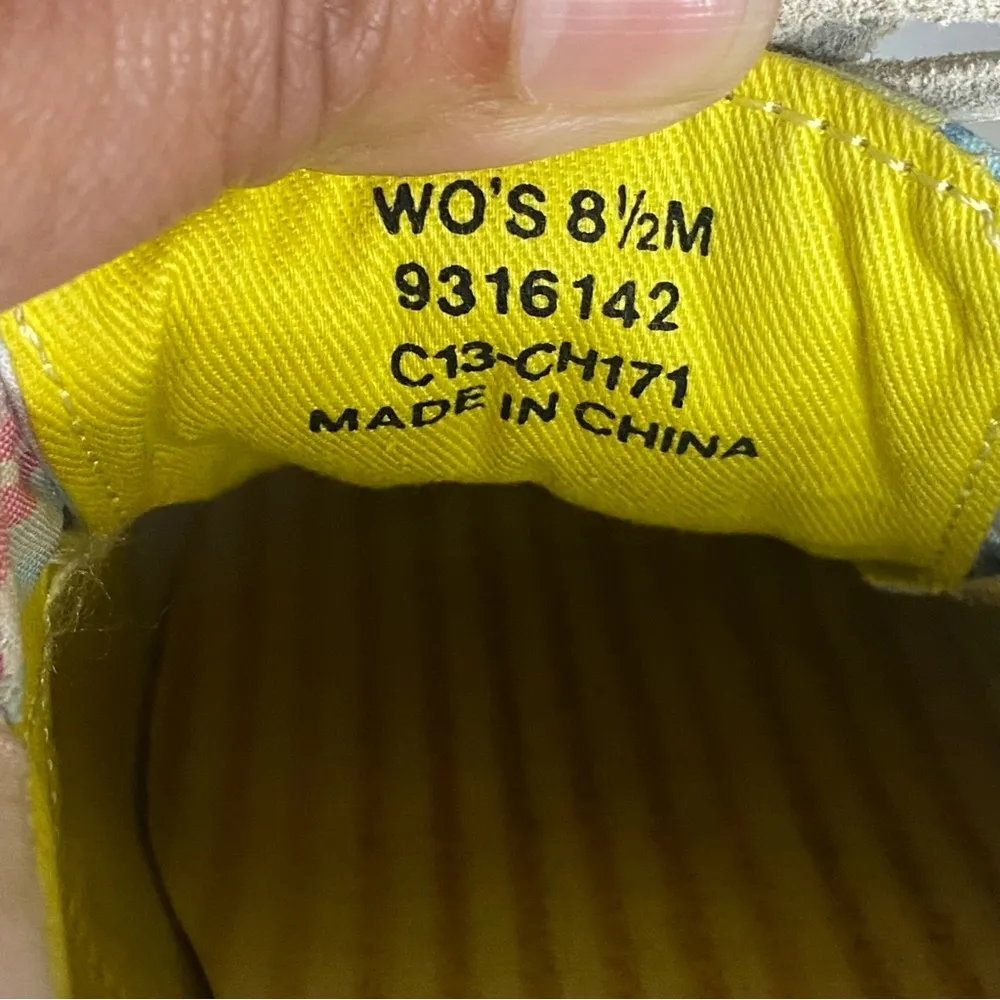 WO'S 8½M
9316142
C13-CH171
MADE IN CHINA